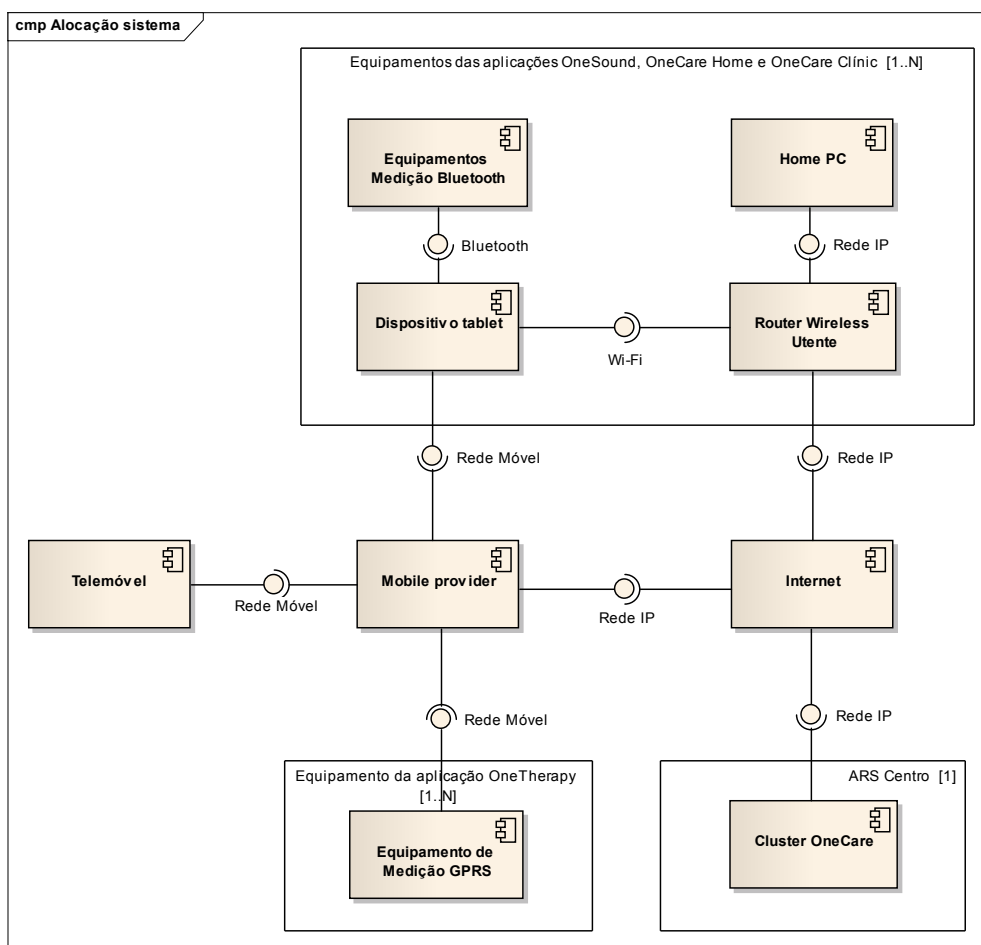 cmp Alocação sistema
Equipamentos das aplicações OneSound, OneCare Home e OneCare Clínic [1..N]
Equipamentos
Medição Bluetooth
Home PC
Bluetooth
Rede IP
Dispositivo tablet
Router Wireless
Utente
Wi-Fi
Rede Móvel
Rede IP
Telemóvel
Mobile provider
Internet
Rede Móvel
Rede IP
Rede Móvel
Rede IP
Equipamento da aplicação OneTherapy
[1..N]
ARS Centro [1]
Equipamento de
Medição GPRS
Cluster OneCare